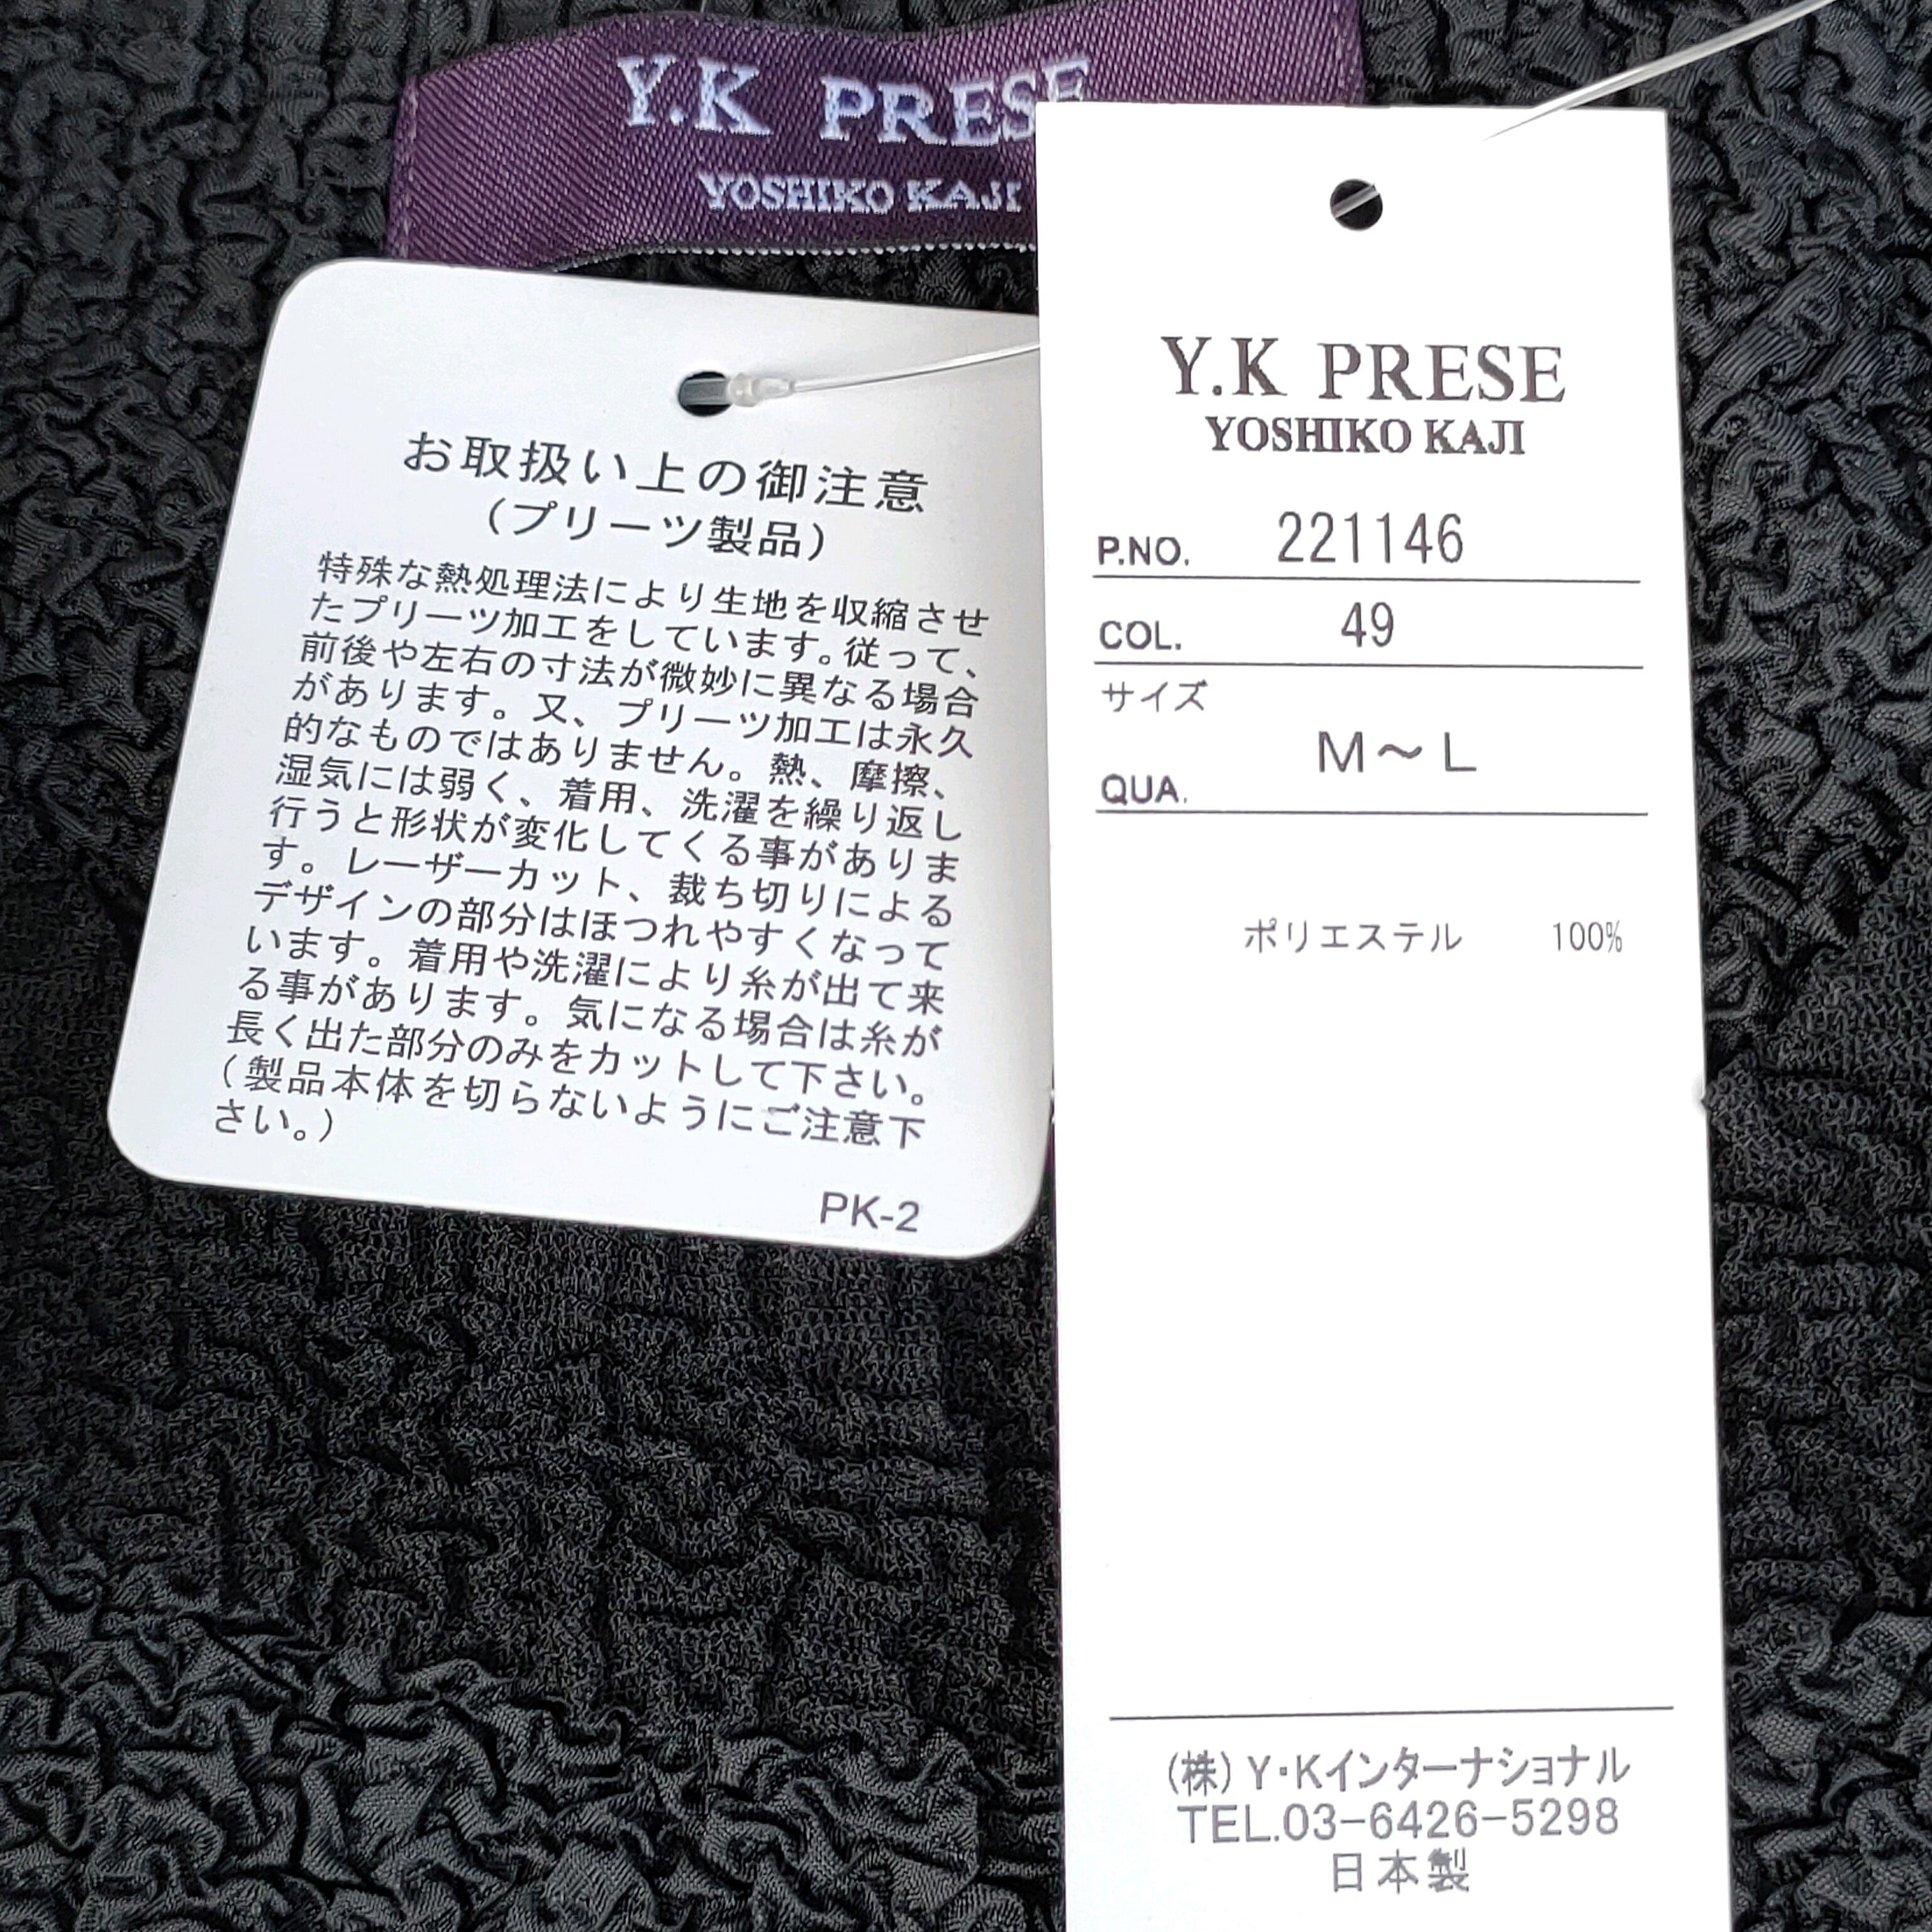 Y.K PRESE
YOSHIKO KAJI
お取扱い上の御注意
(プリーツ製品)
特殊な熱処理法により生地を収縮させ
たプリーツ加工をしています。従って、
前後や左右の寸法が微妙に異なる場合
があります。又、プリーツ加工は永久
的なものではありません。熱、摩擦、
湿気には弱く、着用、洗濯を繰り返し
行うと形状が変化してくる事がありま
す。レーザーカット、裁ち切りによる
デザインの部分はほつれやすくなって
います。着用や洗濯により糸が出て来
る事があります。気になる場合は糸が
長く出た部分のみをカットして下さい。
(製品本体を切らないようにご注意下
さい。)
PK-2
Y.K PRESE
YOSHIKO KAJI
P.NO. 221146
COL. 49
サイズ
M～L
QUA.
ポリエステル 100%
(株)Y・Kインターナショナル
TEL.03-6426-5298
日本製